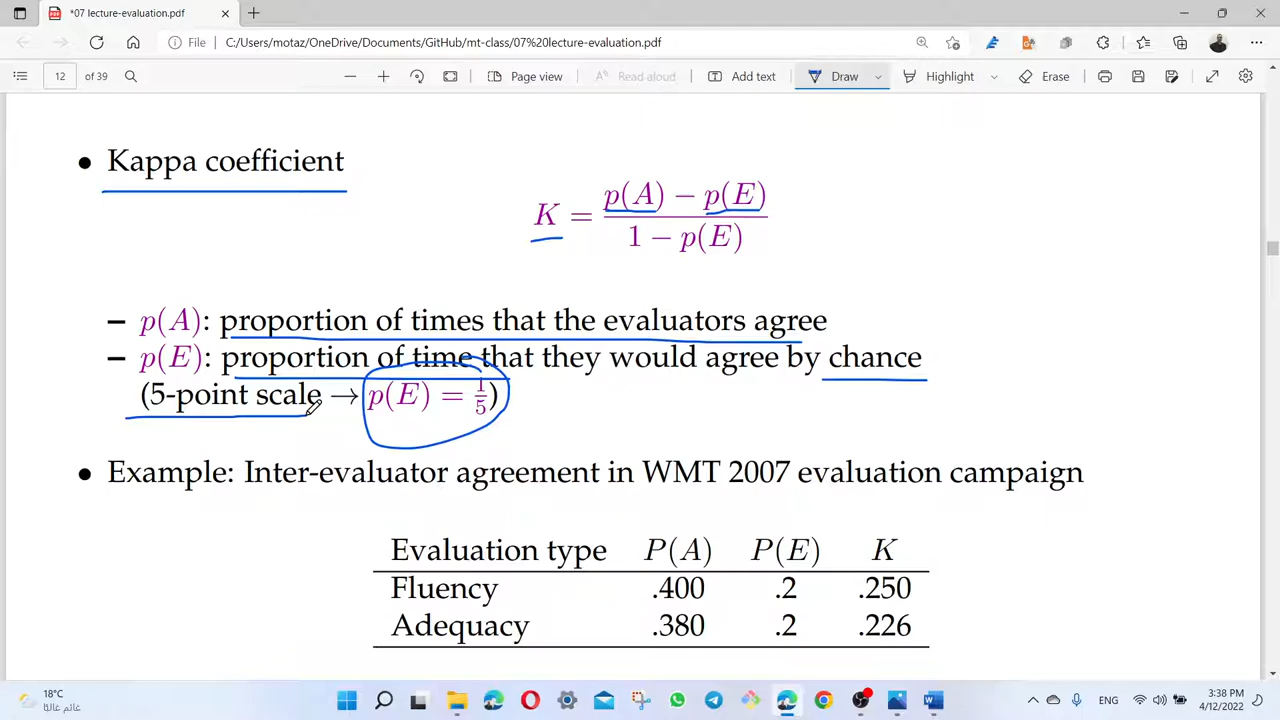 *07 lecture-evaluation.pdf
File C:/Users/motaz/OneDrive/Documents/GitHub/mt-class/07%20lecture-evaluation.pdf
12 of 39 Page view Read aloud Add text Draw Highlight Erase
• Kappa coefficient
K = p(A) − p(E) / 1 − p(E)
– p(A): proportion of times that the evaluators agree
– p(E): proportion of time that they would agree by chance
(5-point scale → p(E) = 1/5)
• Example: Inter-evaluator agreement in WMT 2007 evaluation campaign
Evaluation type P(A) P(E) K
Fluency .400 .2 .250
Adequacy .380 .2 .226
18°C
غائم غالبًا
ENG
3:38 PM
4/12/2022